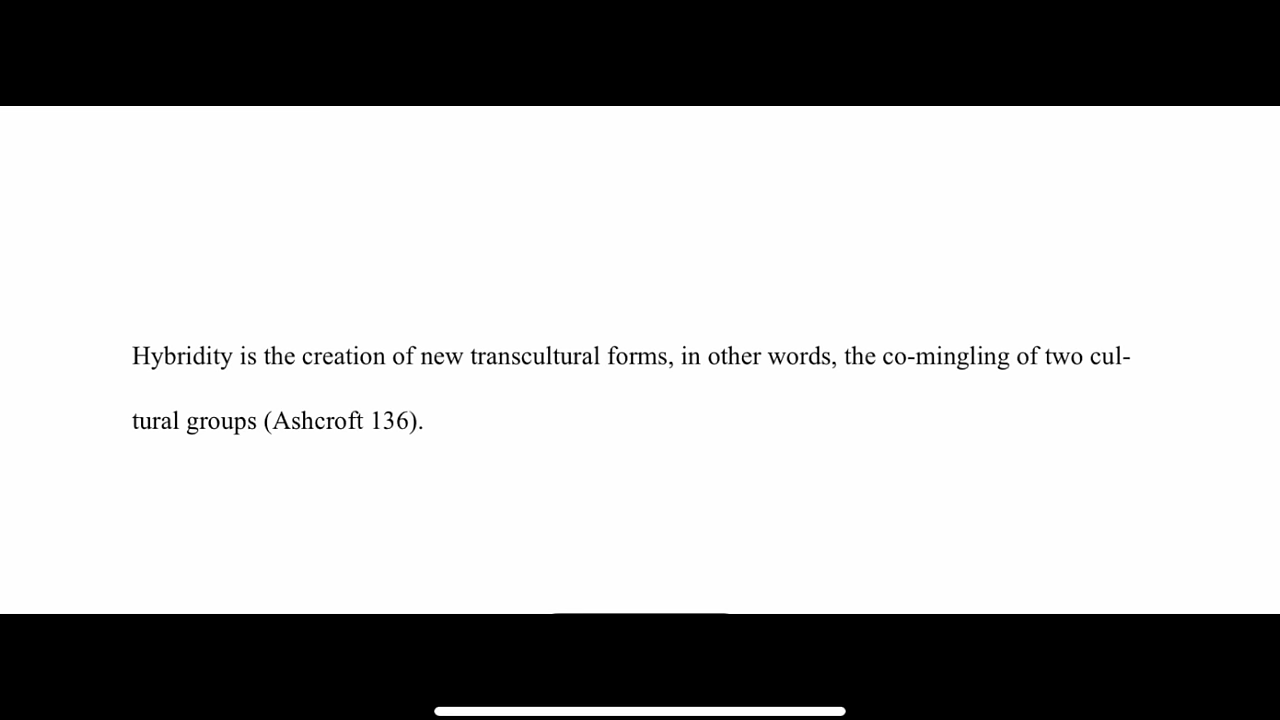 Hybridity is the creation of new transcultural forms, in other words, the co-mingling of two cul-
tural groups (Ashcroft 136).